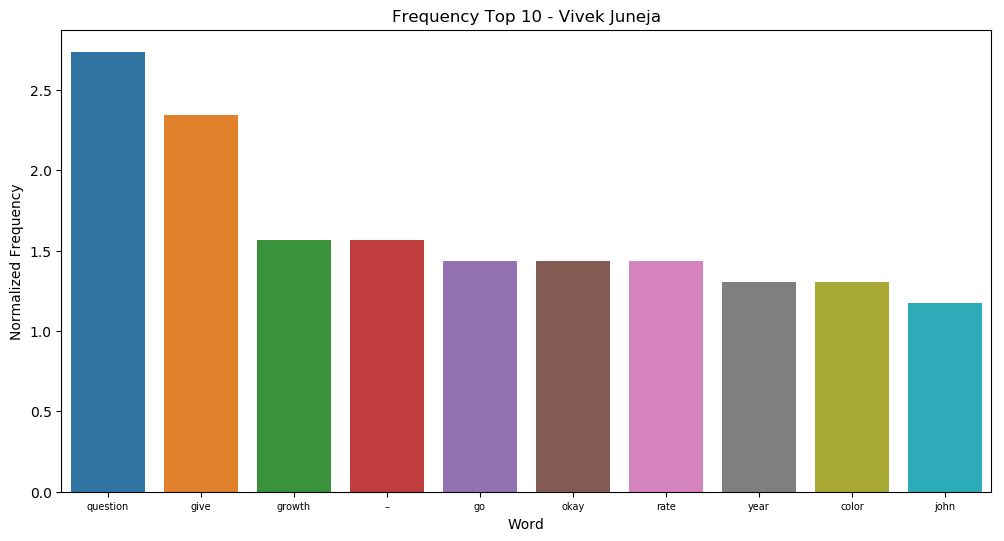 Frequency Top 10 - Vivek Juneja
Normalized Frequency
2.5
2.0
1.5
1.0
0.5
0.0
question give growth – go okay rate year color john
Word